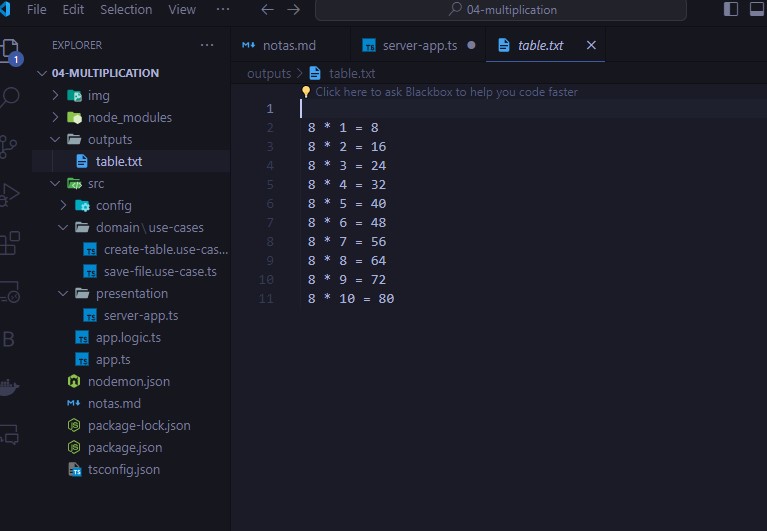 File Edit Selection View ···
04-multiplication
EXPLORER ···
1
04-MULTIPLICATION
img
node_modules
outputs
table.txt
src
config
domain\use-cases
create-table.use-cas...
save-file.use-case.ts
presentation
server-app.ts
app.logic.ts
app.ts
nodemon.json
notas.md
package-lock.json
package.json
tsconfig.json
notas.md
server-app.ts
table.txt
outputs > table.txt
Click here to ask Blackbox to help you code faster
1
2 8 * 1 = 8
3 8 * 2 = 16
4 8 * 3 = 24
5 8 * 4 = 32
6 8 * 5 = 40
7 8 * 6 = 48
8 8 * 7 = 56
9 8 * 8 = 64
10 8 * 9 = 72
11 8 * 10 = 80